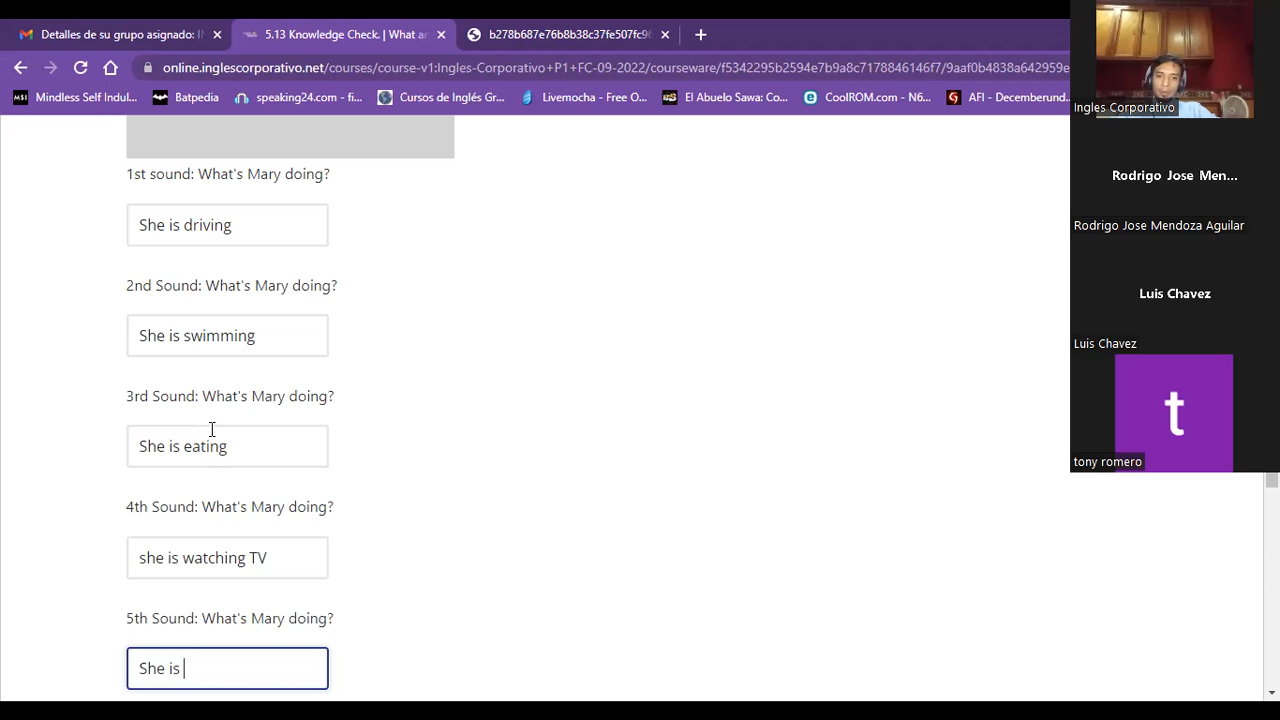 Detalles de su grupo asignado: I
5.13 Knowledge Check. | What a
b278b687e76b8b38c37fe507fc9
online.inglescorporativo.net/courses/course-v1:Ingles-Corporativo+P1+FC-09-2022/courseware/f5342295b2594e7b9a8c7178846146f7/9aaf0b4838a642959e
Mindless Self Indul...
Batpedia
speaking24.com - fi...
Cursos de Inglés Gr...
Livemocha - Free O...
El Abuelo Sawa: Co...
CoolROM.com - N6...
AFI - Decemberund...
1st sound: What's Mary doing?
She is driving
2nd Sound: What's Mary doing?
She is swimming
3rd Sound: What's Mary doing?
She is eating
4th Sound: What's Mary doing?
she is watching TV
5th Sound: What's Mary doing?
She is
Ingles Corporativo
Rodrigo Jose Men...
Rodrigo Jose Mendoza Aguilar
Luis Chavez
Luis Chavez
t
tony romero